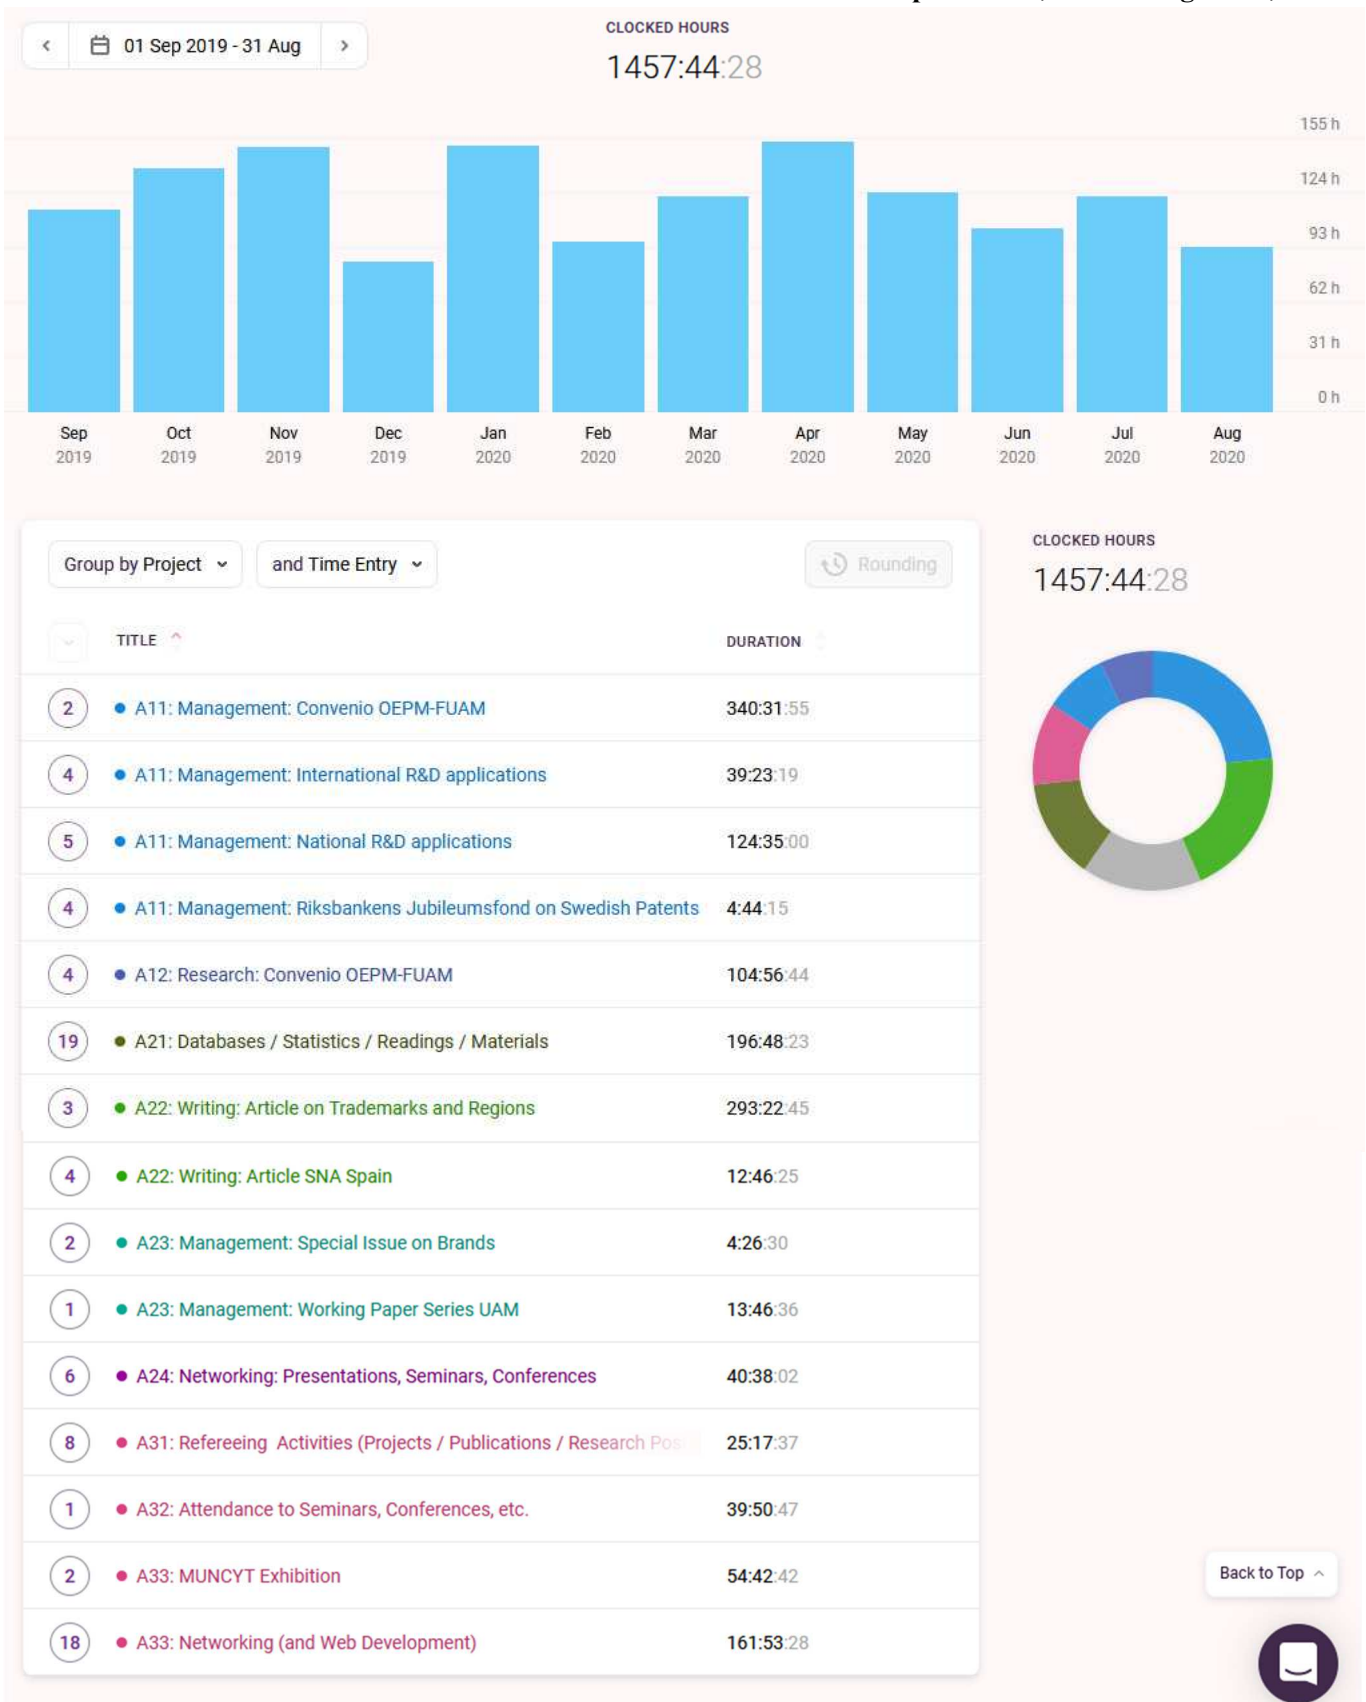 01 Sep 2019 - 31 Aug
CLOCKED HOURS
1457:44:28
155 h
124 h
93 h
62 h
31 h
0 h
Sep Oct Nov Dec Jan Feb Mar Apr May Jun Jul Aug
2019 2019 2019 2019 2020 2020 2020 2020 2020 2020 2020 2020
Group by Project and Time Entry Rounding
CLOCKED HOURS
1457:44:28
TITLE DURATION
2 A11: Management: Convenio OEPM-FUAM 340:31:55
4 A11: Management: International R&D applications 39:23:19
5 A11: Management: National R&D applications 124:35:00
4 A11: Management: Riksbankens Jubileumsfond on Swedish Patents 4:44:15
4 A12: Research: Convenio OEPM-FUAM 104:56:44
19 A21: Databases / Statistics / Readings / Materials 196:48:23
3 A22: Writing: Article on Trademarks and Regions 293:22:45
4 A22: Writing: Article SNA Spain 12:46:25
2 A23: Management: Special Issue on Brands 4:26:30
1 A23: Management: Working Paper Series UAM 13:46:36
6 A24: Networking: Presentations, Seminars, Conferences 40:38:02
8 A31: Refereeing Activities (Projects / Publications / Research Pos 25:17:37
1 A32: Attendance to Seminars, Conferences, etc. 39:50:47
2 A33: MUNCYT Exhibition 54:42:42
18 A33: Networking (and Web Development) 161:53:28
Back to Top